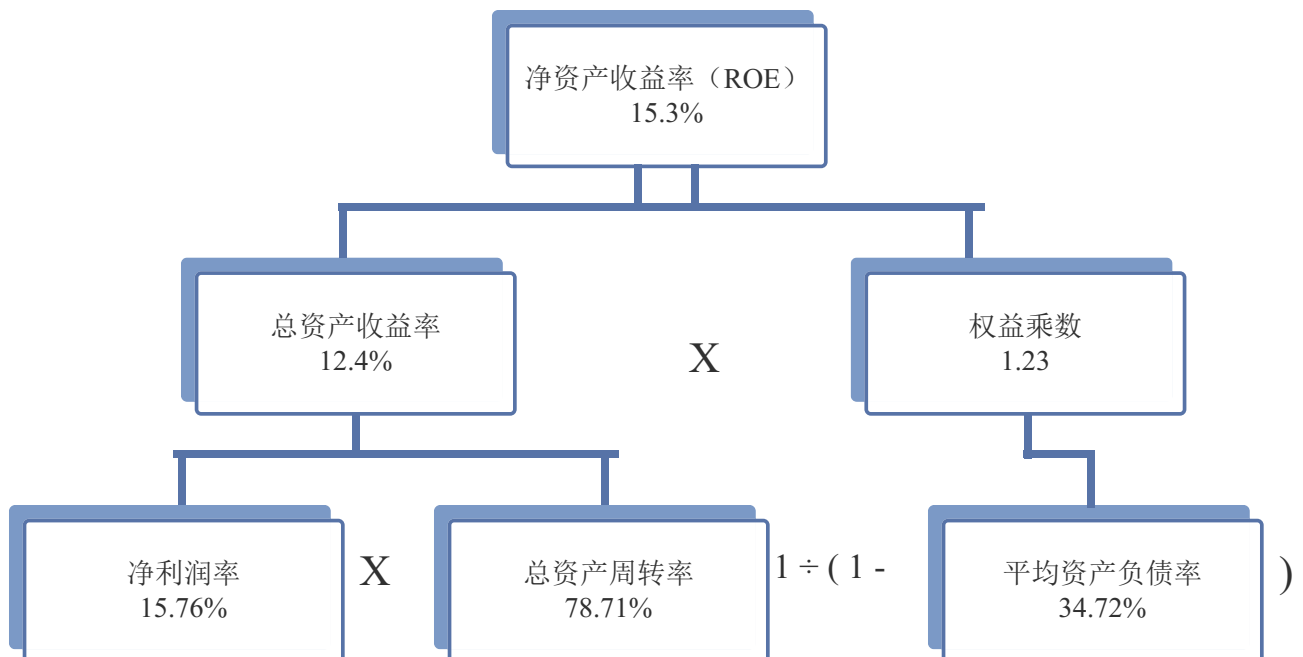 净资产收益率（ROE）
15.3%
总资产收益率
12.4%
X
权益乘数
1.23
净利润率
15.76%
X
总资产周转率
78.71%
1 ÷ ( 1 -
平均资产负债率
34.72%
)